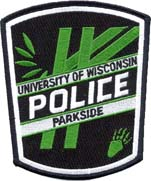 UNIVERSITY OF WISCONSIN
POLICE
PARKSIDE